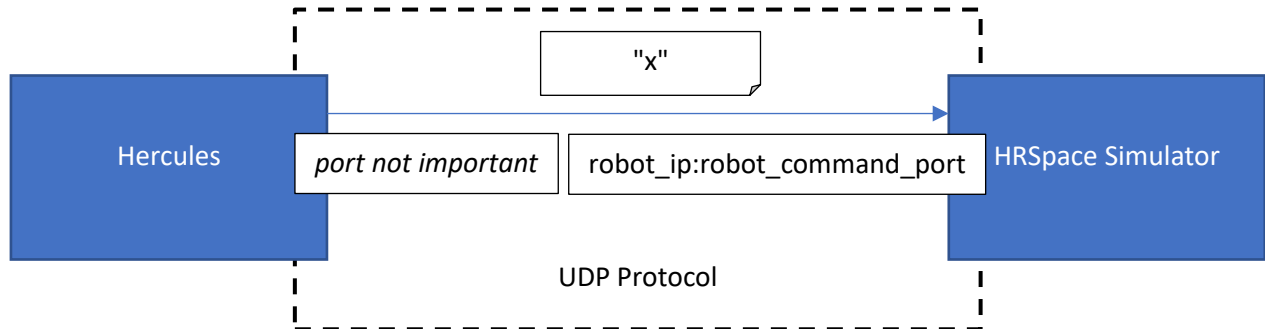 "x"
Hercules
port not important
robot_ip:robot_command_port
HRSpace Simulator
UDP Protocol